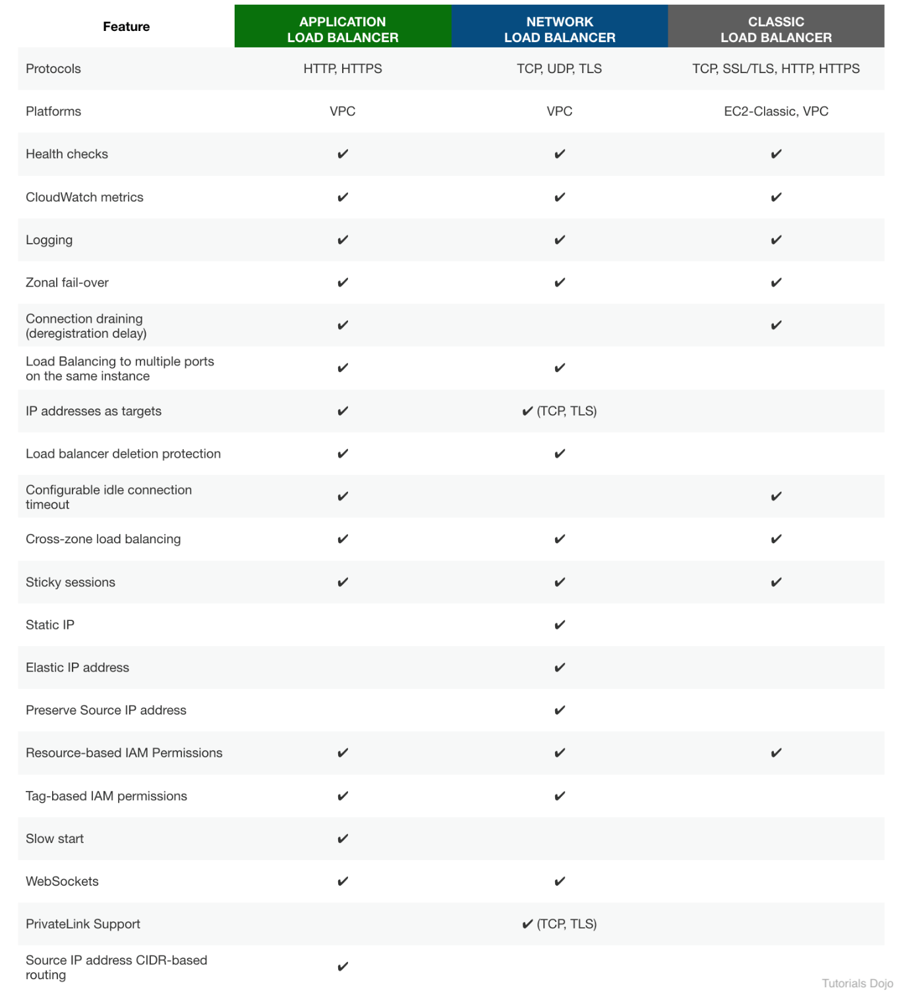 Feature
APPLICATION
LOAD BALANCER
NETWORK
LOAD BALANCER
CLASSIC
LOAD BALANCER
Protocols HTTP, HTTPS TCP, UDP, TLS TCP, SSL/TLS, HTTP, HTTPS
Platforms VPC VPC EC2-Classic, VPC
Health checks ✔ ✔ ✔
CloudWatch metrics ✔ ✔ ✔
Logging ✔ ✔ ✔
Zonal fail-over ✔ ✔ ✔
Connection draining
(deregistration delay) ✔ ✔
Load Balancing to multiple ports
on the same instance ✔ ✔
IP addresses as targets ✔ ✔ (TCP, TLS)
Load balancer deletion protection ✔ ✔
Configurable idle connection
timeout ✔ ✔
Cross-zone load balancing ✔ ✔ ✔
Sticky sessions ✔ ✔ ✔
Static IP ✔
Elastic IP address ✔
Preserve Source IP address ✔
Resource-based IAM Permissions ✔ ✔ ✔
Tag-based IAM permissions ✔ ✔
Slow start ✔
WebSockets ✔ ✔
PrivateLink Support ✔ (TCP, TLS)
Source IP address CIDR-based
routing ✔
Tutorials Dojo